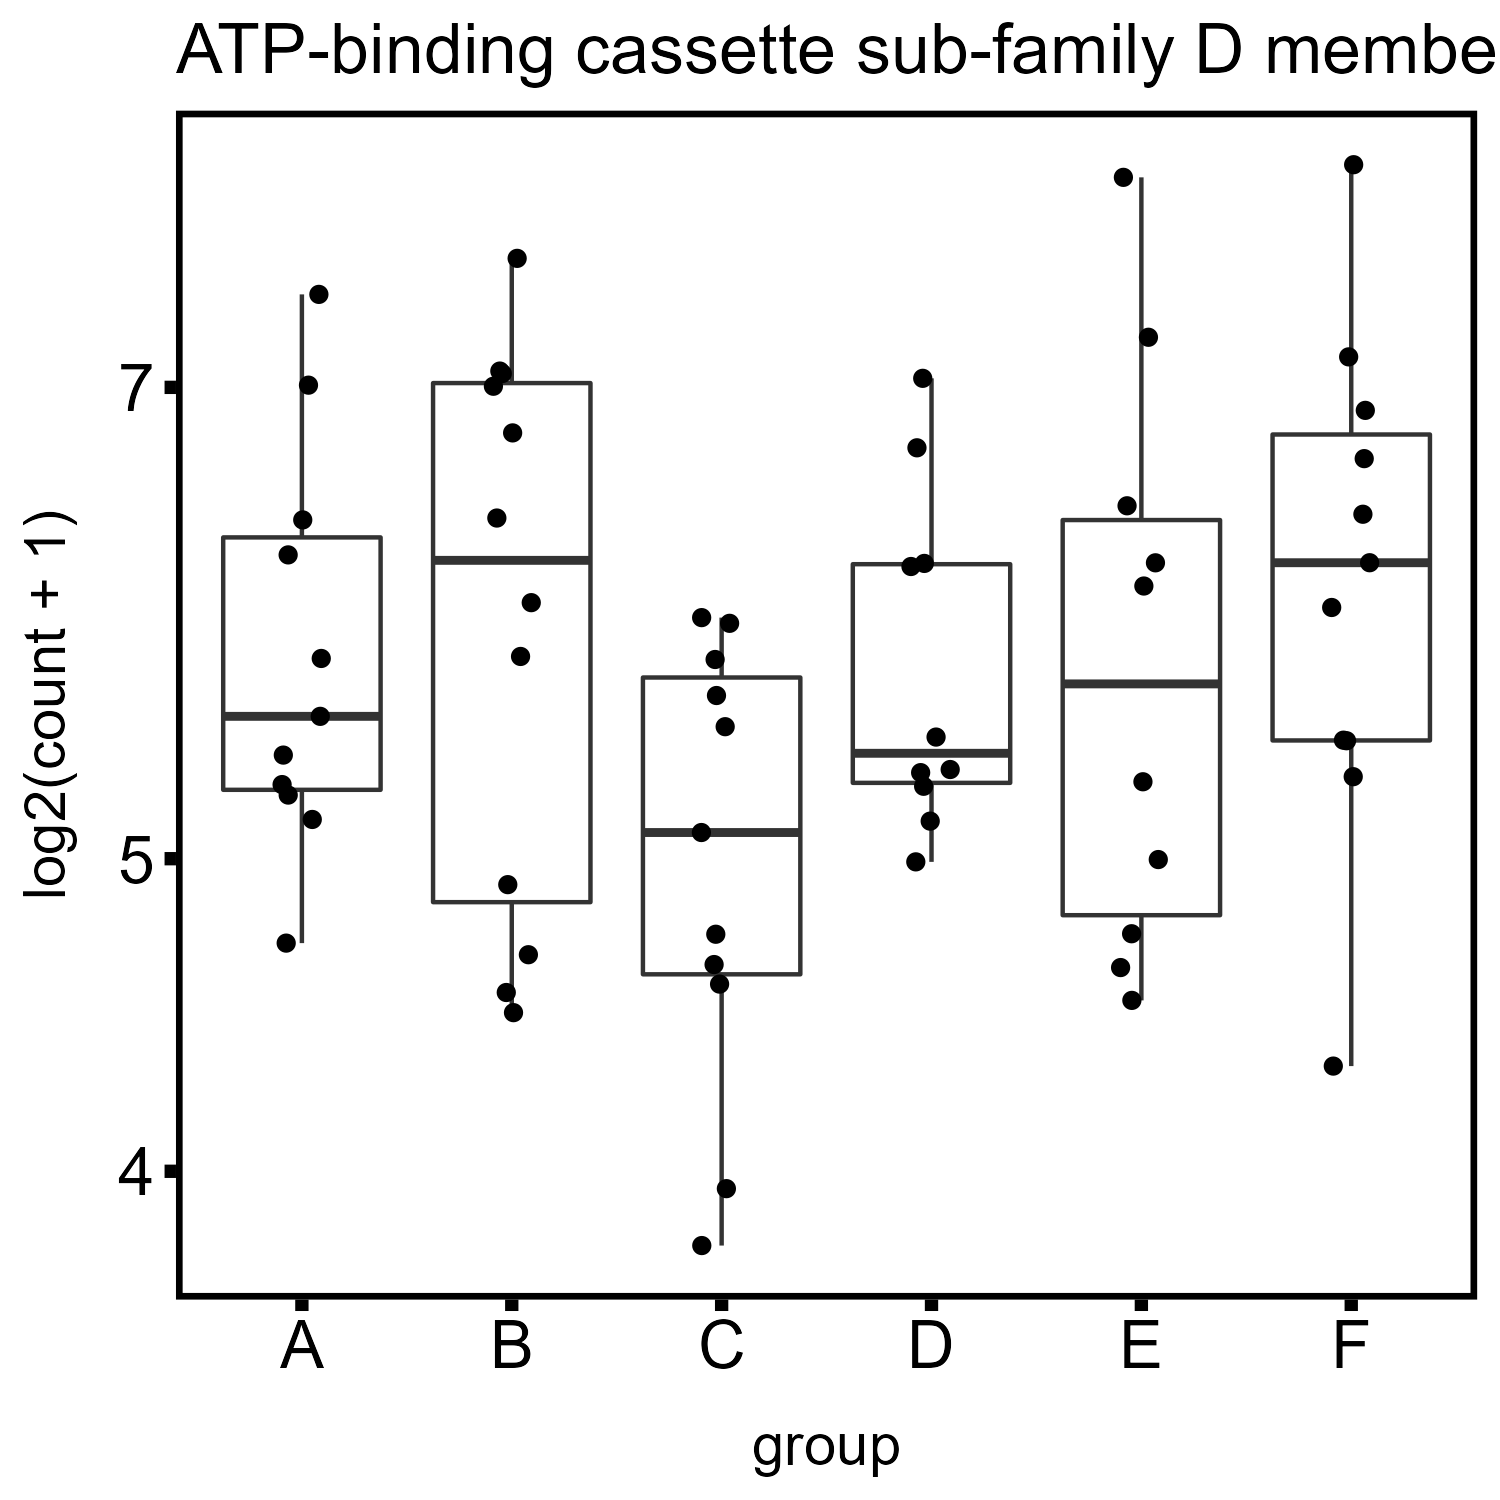 ATP-binding cassette sub-family D membe
log2(count + 1)
7
5
4
A B C D E F
group